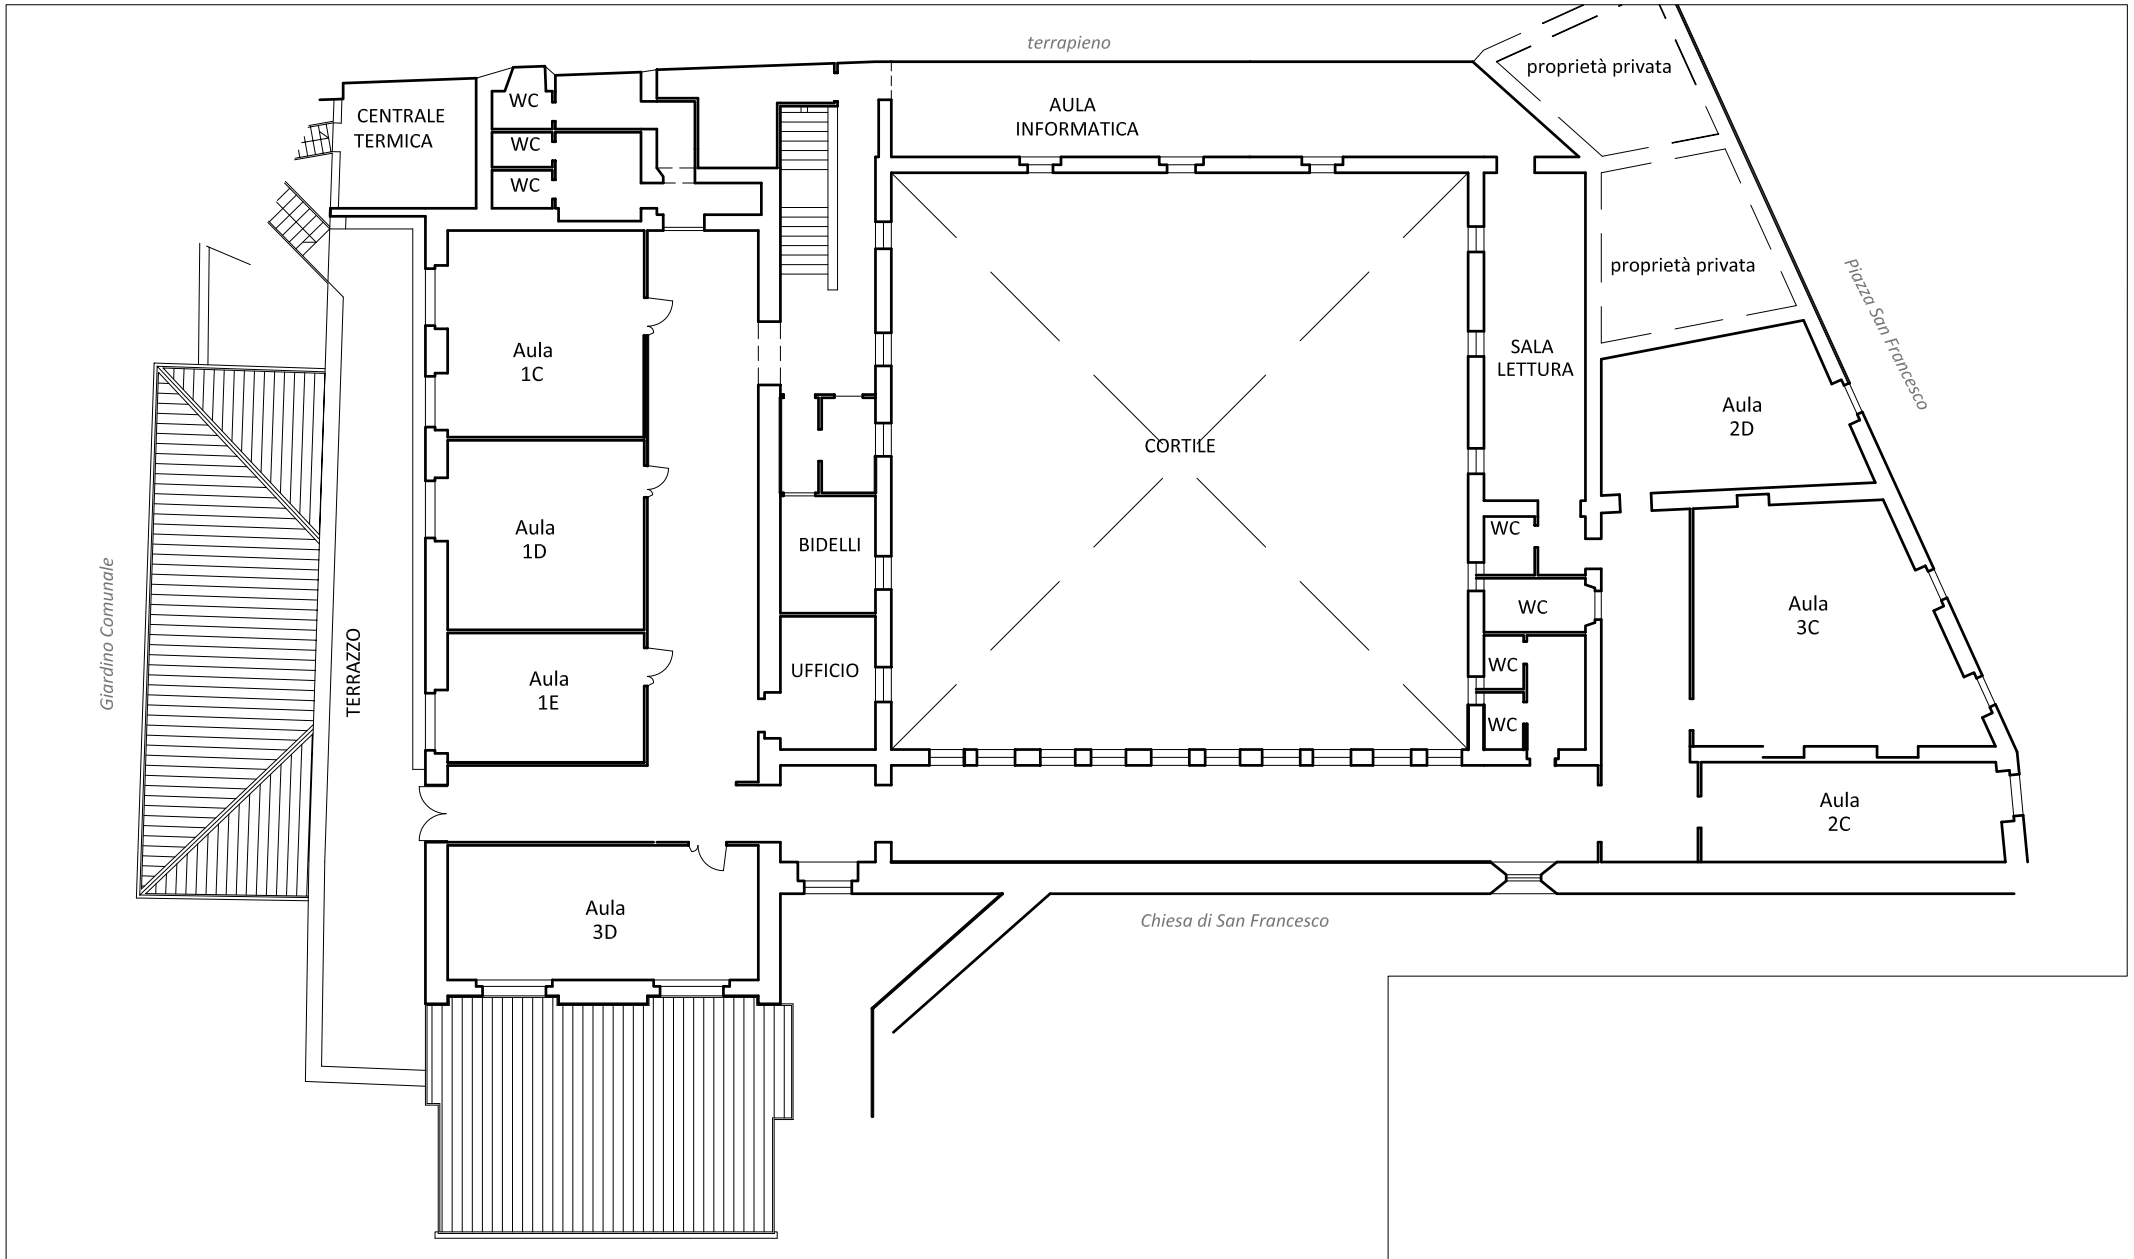 terrapieno
proprietà privata
WC
CENTRALE
TERMICA
AULA
INFORMATICA
WC
WC
proprietà privata
Piazza San Francesco
Aula
1C
SALA
LETTURA
Aula
2D
CORTILE
Aula
1D
BIDELLI
WC
Giardino Comunale
TERRAZZO
WC
Aula
3C
Aula
1E
UFFICIO
WC
WC
Aula
2C
Aula
3D
Chiesa di San Francesco